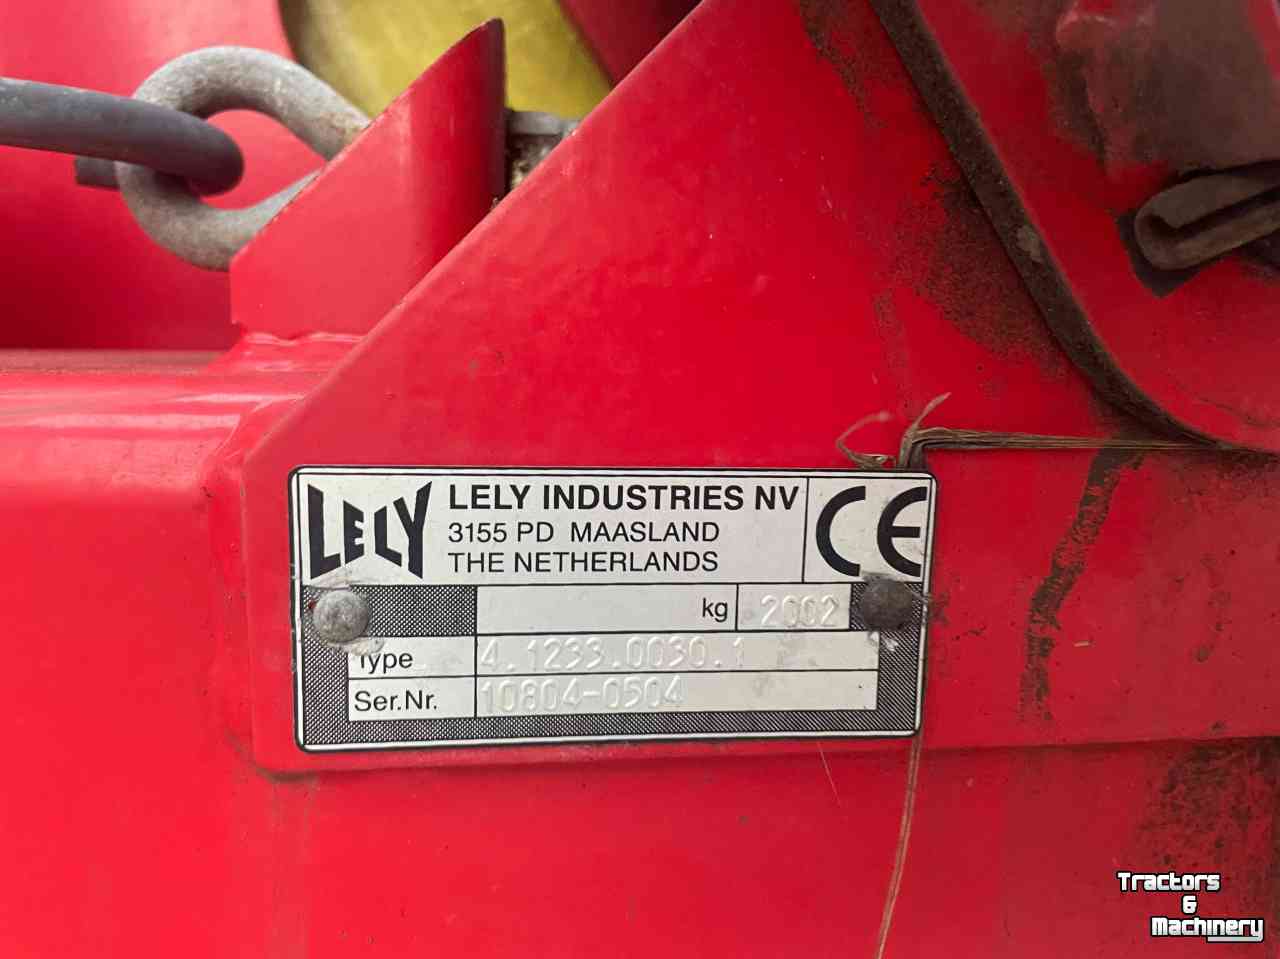 LELY LELY INDUSTRIES NV CE
3155 PD MAASLAND
THE NETHERLANDS
kg 2002
Type 4.1233.0030.1
Ser.Nr. 10804-0504
Tractors
&
Machinery